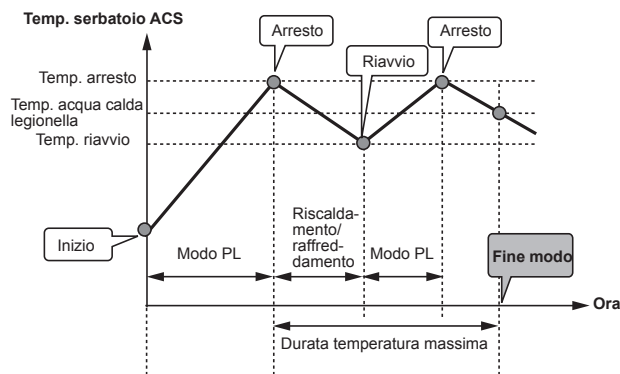 Temp. serbatoio ACS
Arresto
Arresto
Riavvio
Temp. arresto
Temp. acqua calda
legionella
Temp. riavvio
Inizio
Modo PL
Riscalda-
mento/
raffred-
damento
Modo PL
Fine modo
Ora
Durata temperatura massima